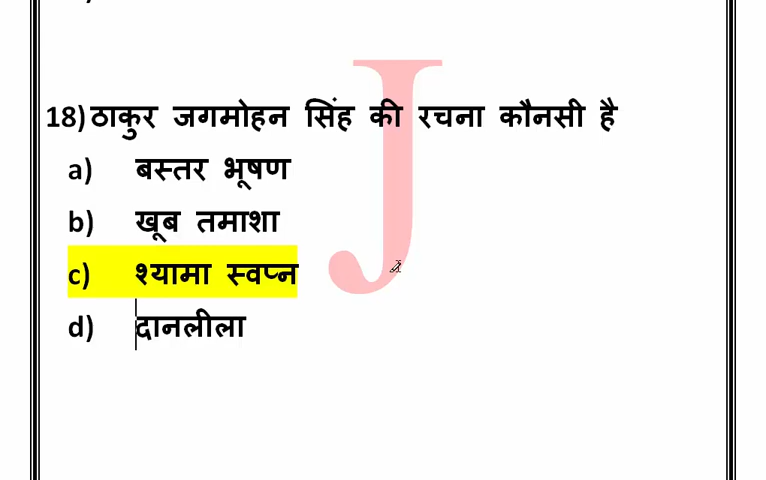 18) ठाकुर जगमोहन सिंह की रचना कौनसी है
a) बस्तर भूषण
b) खूब तमाशा
c) श्यामा स्वप्न
d) दानलीला
J